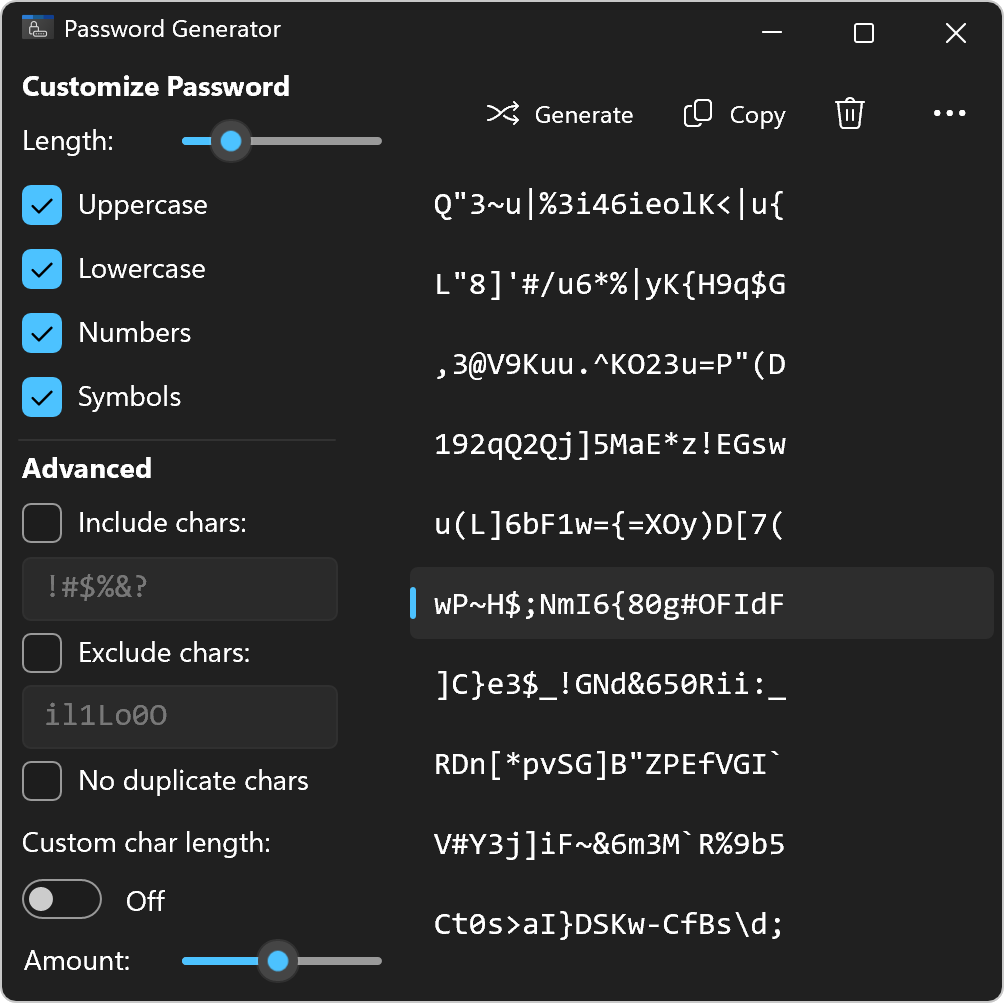 Password Generator
Customize Password
Length:
Uppercase
Lowercase
Numbers
Symbols
Advanced
Include chars:
!#$%&?
Exclude chars:
il1Lo0O
No duplicate chars
Custom char length:
Off
Amount:
Generate
Copy
Q"3~u|%3i46ieolK<|u{
L"8]'#/u6*%|yK{H9q$G
,3@V9Kuu.^KO23u=P"(D
192qQ2Qj]5MaE*z!EGsw
u(L]6bF1w={=XOy)D[7(
wP~H$;NmI6{80g#OFIdF
]C}e3$_!GNd&650Rii:_
RDn[*pvSG]B"ZPEfVGI`
V#Y3j]iF~&6m3M`R%9b5
Ct0s>aI}DSKw-CfBs\d;